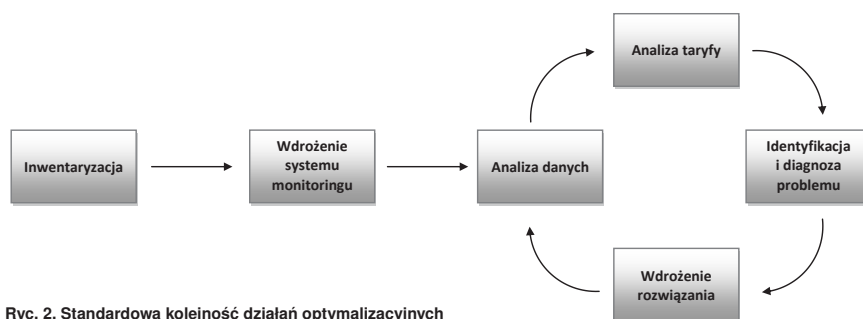 Analiza taryfy
Inwentaryzacja
Wdrożenie
systemu
monitoringu
Analiza danych
Identyfikacja
i diagnoza
problemu
Wdrożenie
rozwiązania
Ryc. 2. Standardowa kolejność działań optymalizacyjnych